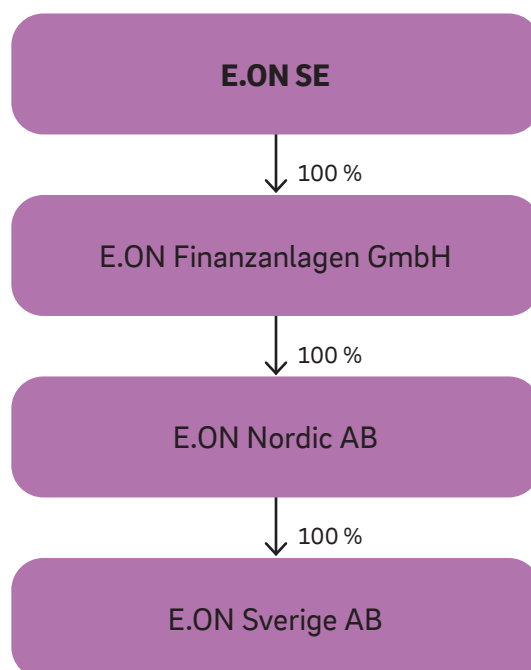 E.ON SE
100 %
E.ON Finanzanlagen GmbH
100 %
E.ON Nordic AB
100 %
E.ON Sverige AB